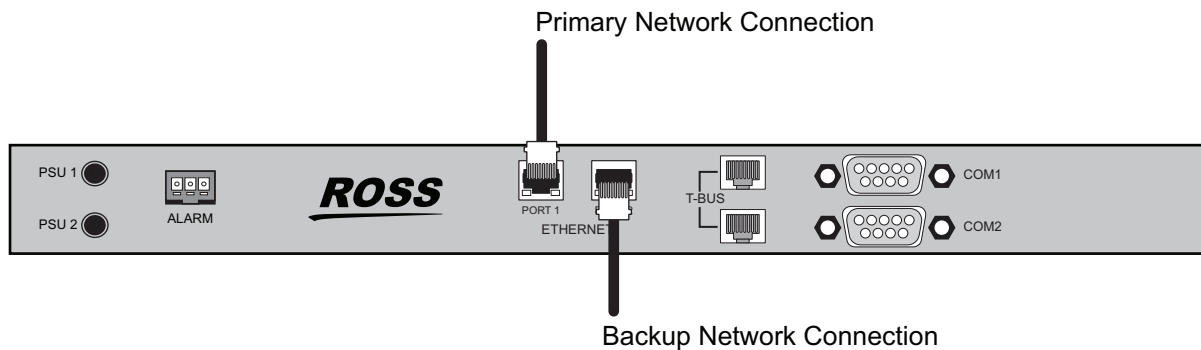 Primary Network Connection
PSU 1
PSU 2
ALARM
ROSS
PORT 1
ETHERNET
T-BUS
COM1
COM2
Backup Network Connection